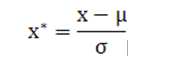 x* = (x − μ) / σ